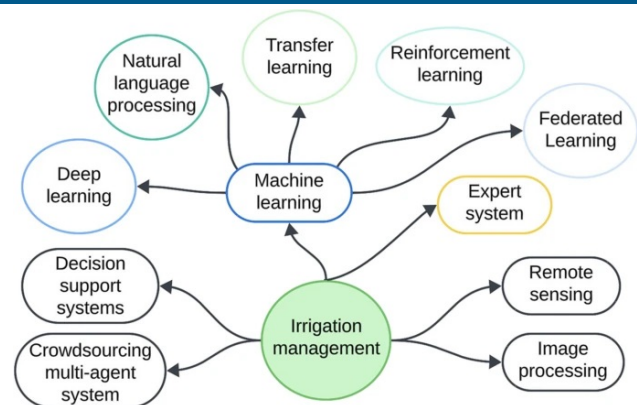 Transfer
learning
Reinforcement
learning
Natural
language
processing
Federated
Learning
Deep
learning
Machine
learning
Expert
system
Decision
support
systems
Remote
sensing
Irrigation
management
Crowdsourcing
multi-agent
system
Image
processing